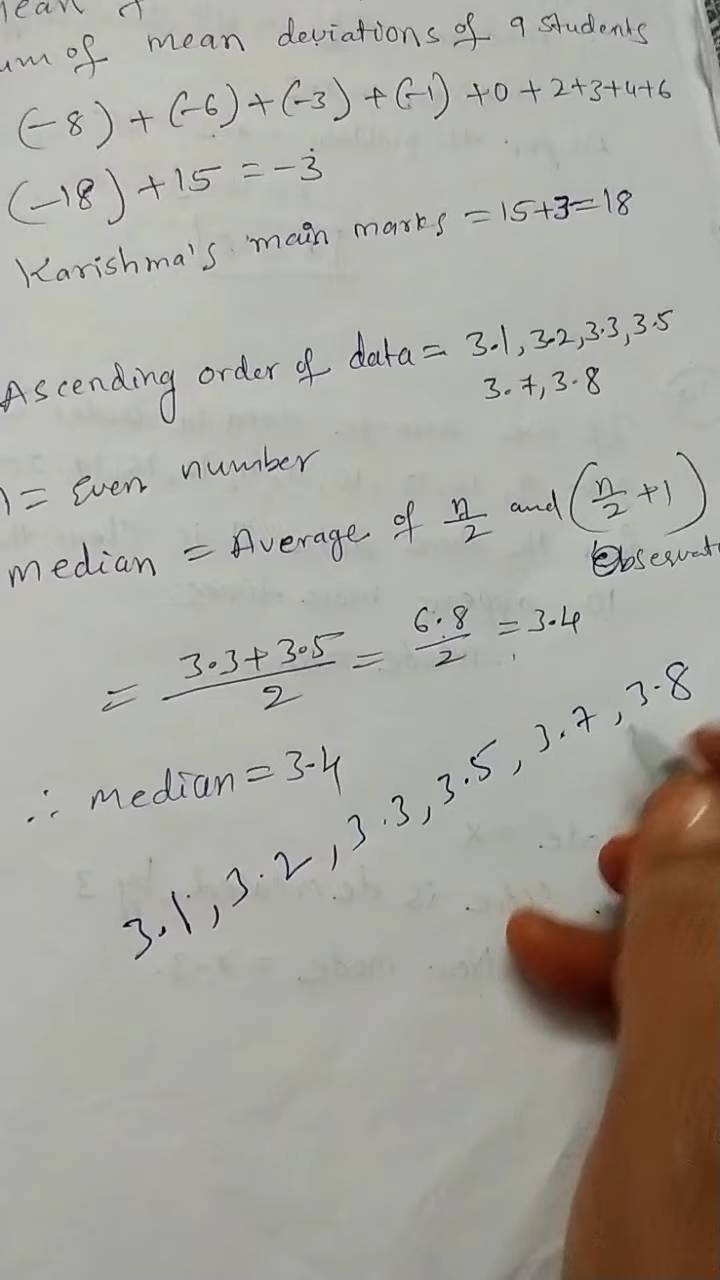 mean
um of mean deviations of 9 students
(-8) + (-6) + (-3) + (-1) + 0 + 2+3+4+6
(-18) + 15 = -3
Karishma's main marks = 15+3=18
Ascending order of data = 3.1, 3.2, 3.3, 3.5
3.7, 3.8
= Even number
median = Average of n/2 and (n/2 + 1)
Observat
= 3.3+3.5/2 = 6.8/2 = 3.4
∴ median = 3.4
3.1, 3.2, 3.3, 3.5, 3.7, 3.8